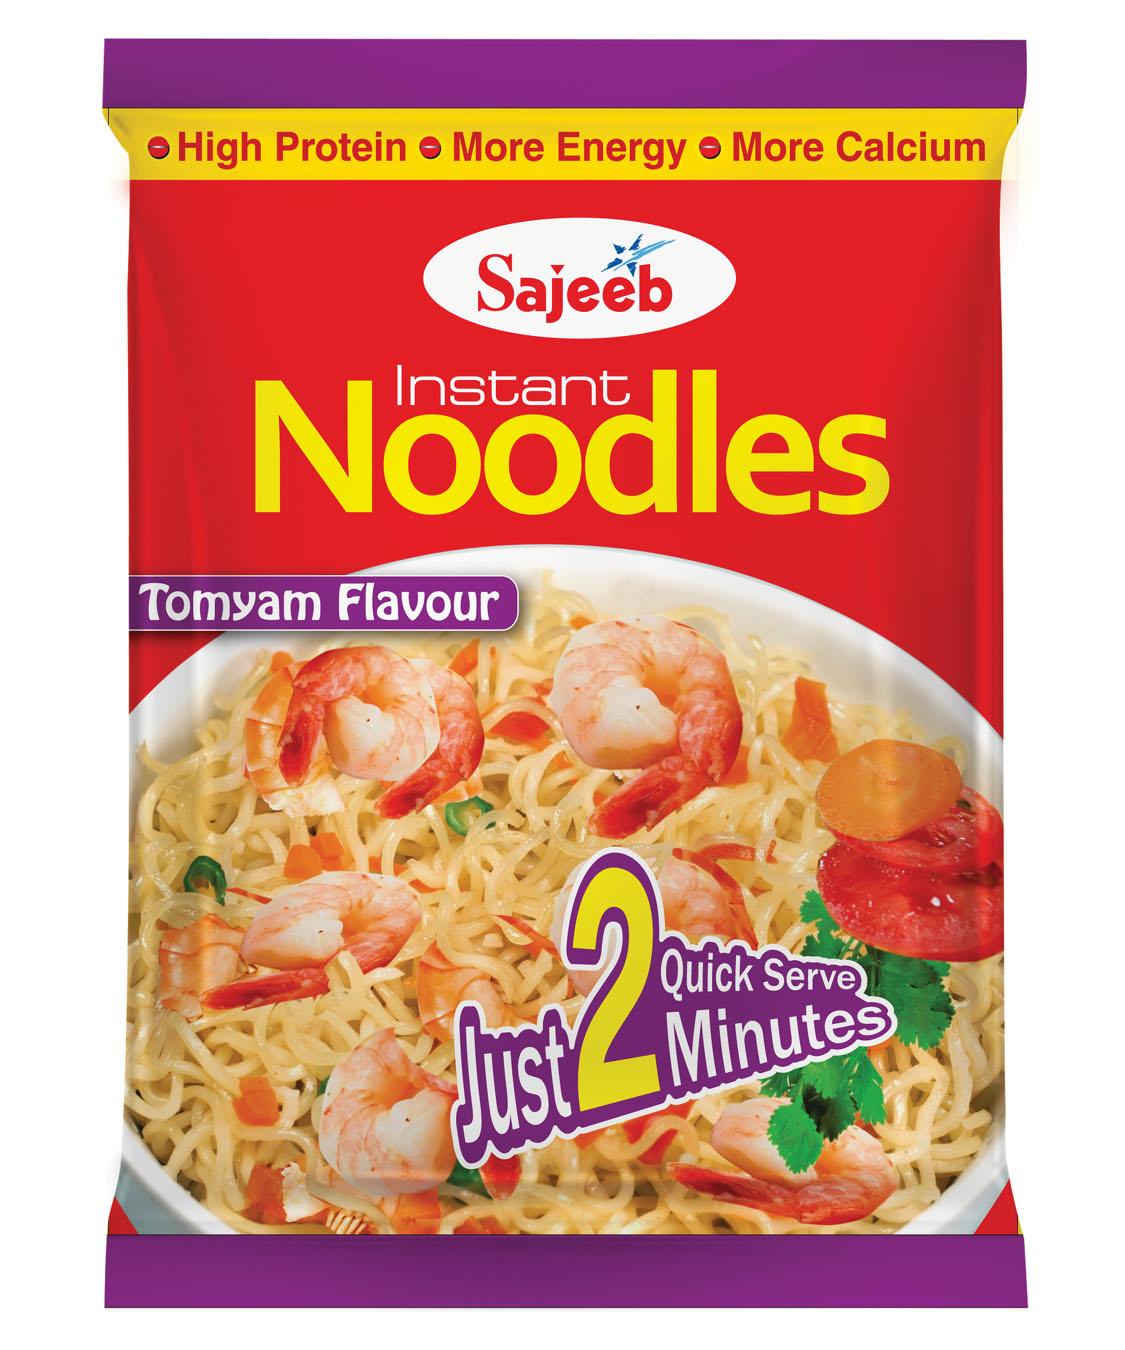 • High Protein • More Energy • More Calcium
Sajeeb
Instant
Noodles
Tomyam Flavour
Just 2 Quick Serve
Minutes